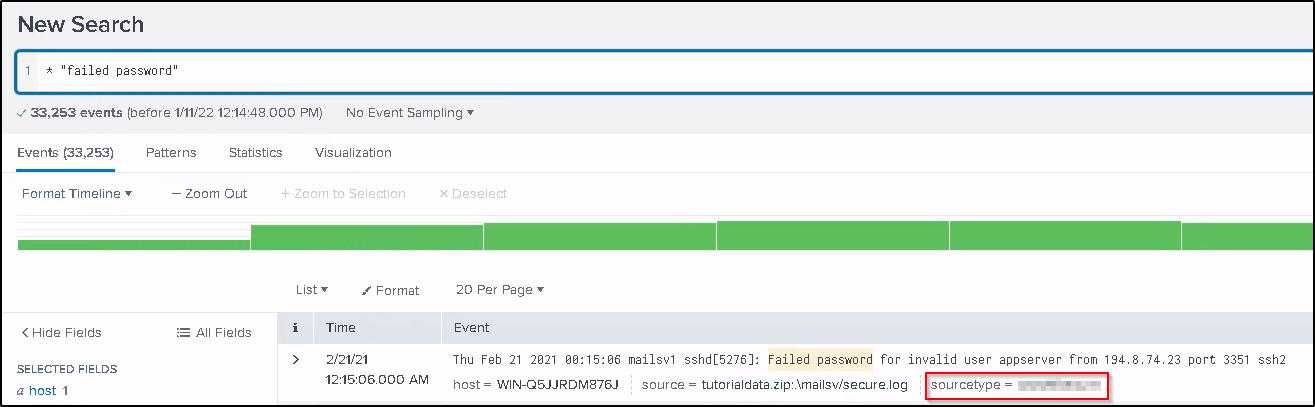 New Search
1 * "failed password"
✓ 33,253 events (before 1/11/22 12:14:48.000 PM) No Event Sampling ▾
Events (33,253) Patterns Statistics Visualization
Format Timeline ▾ — Zoom Out + Zoom to Selection × Deselect
List ▾ Format 20 Per Page ▾
< Hide Fields All Fields i Time Event
SELECTED FIELDS
a host 1
> 2/21/21
12:15:06.000 AM
Thu Feb 21 2021 00:15:06 mailsv1 sshd[5276]: Failed password for invalid user appserver from 194.8.74.23 port 3351 ssh2
host = WIN-Q5JJRDM876J source = tutorialdata.zip:.\mailsv/secure.log sourcetype =